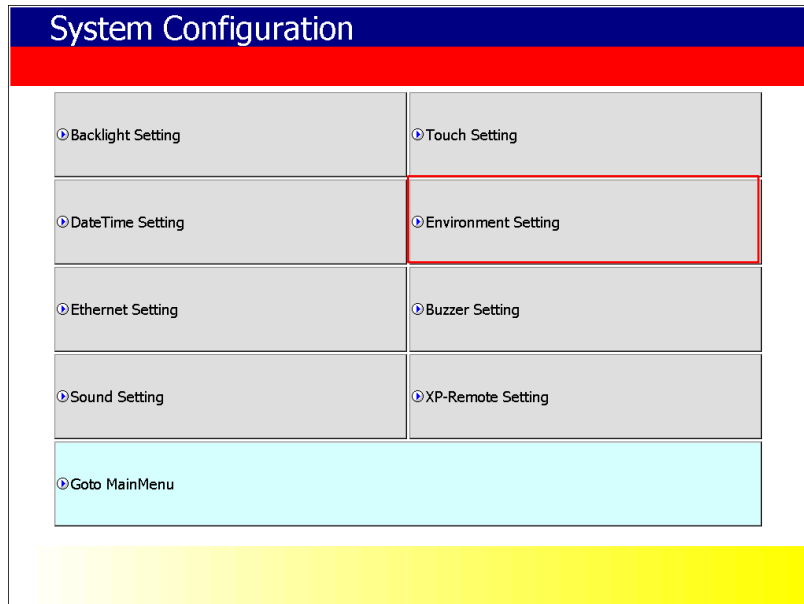 System Configuration
Backlight Setting
Touch Setting
DateTime Setting
Environment Setting
Ethernet Setting
Buzzer Setting
Sound Setting
XP-Remote Setting
Goto MainMenu